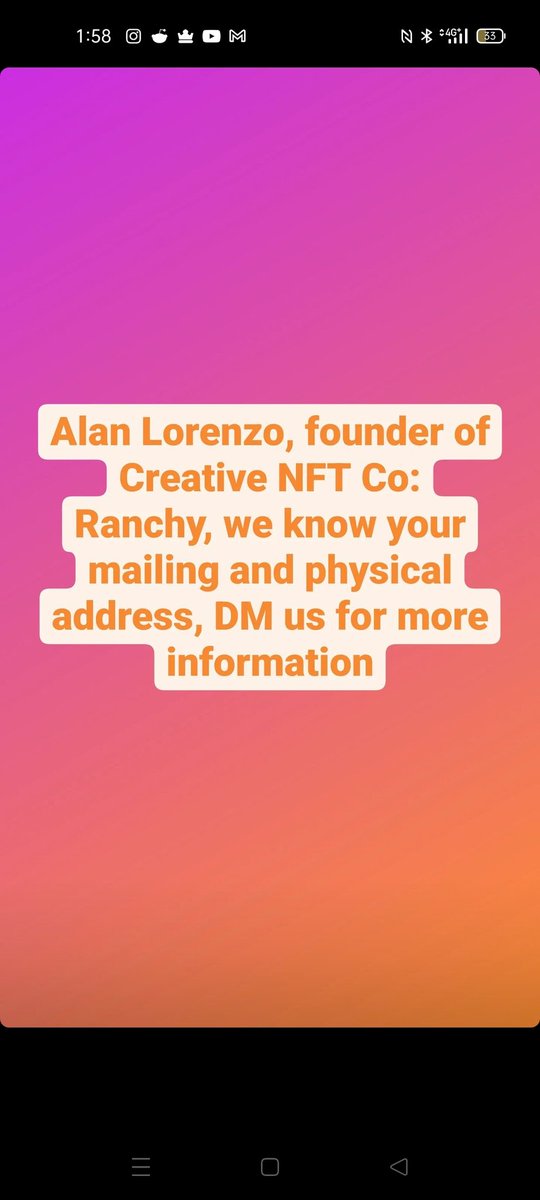 1:58
4G+
33
Alan Lorenzo, founder of
Creative NFT Co:
Ranchy, we know your
mailing and physical
address, DM us for more
information